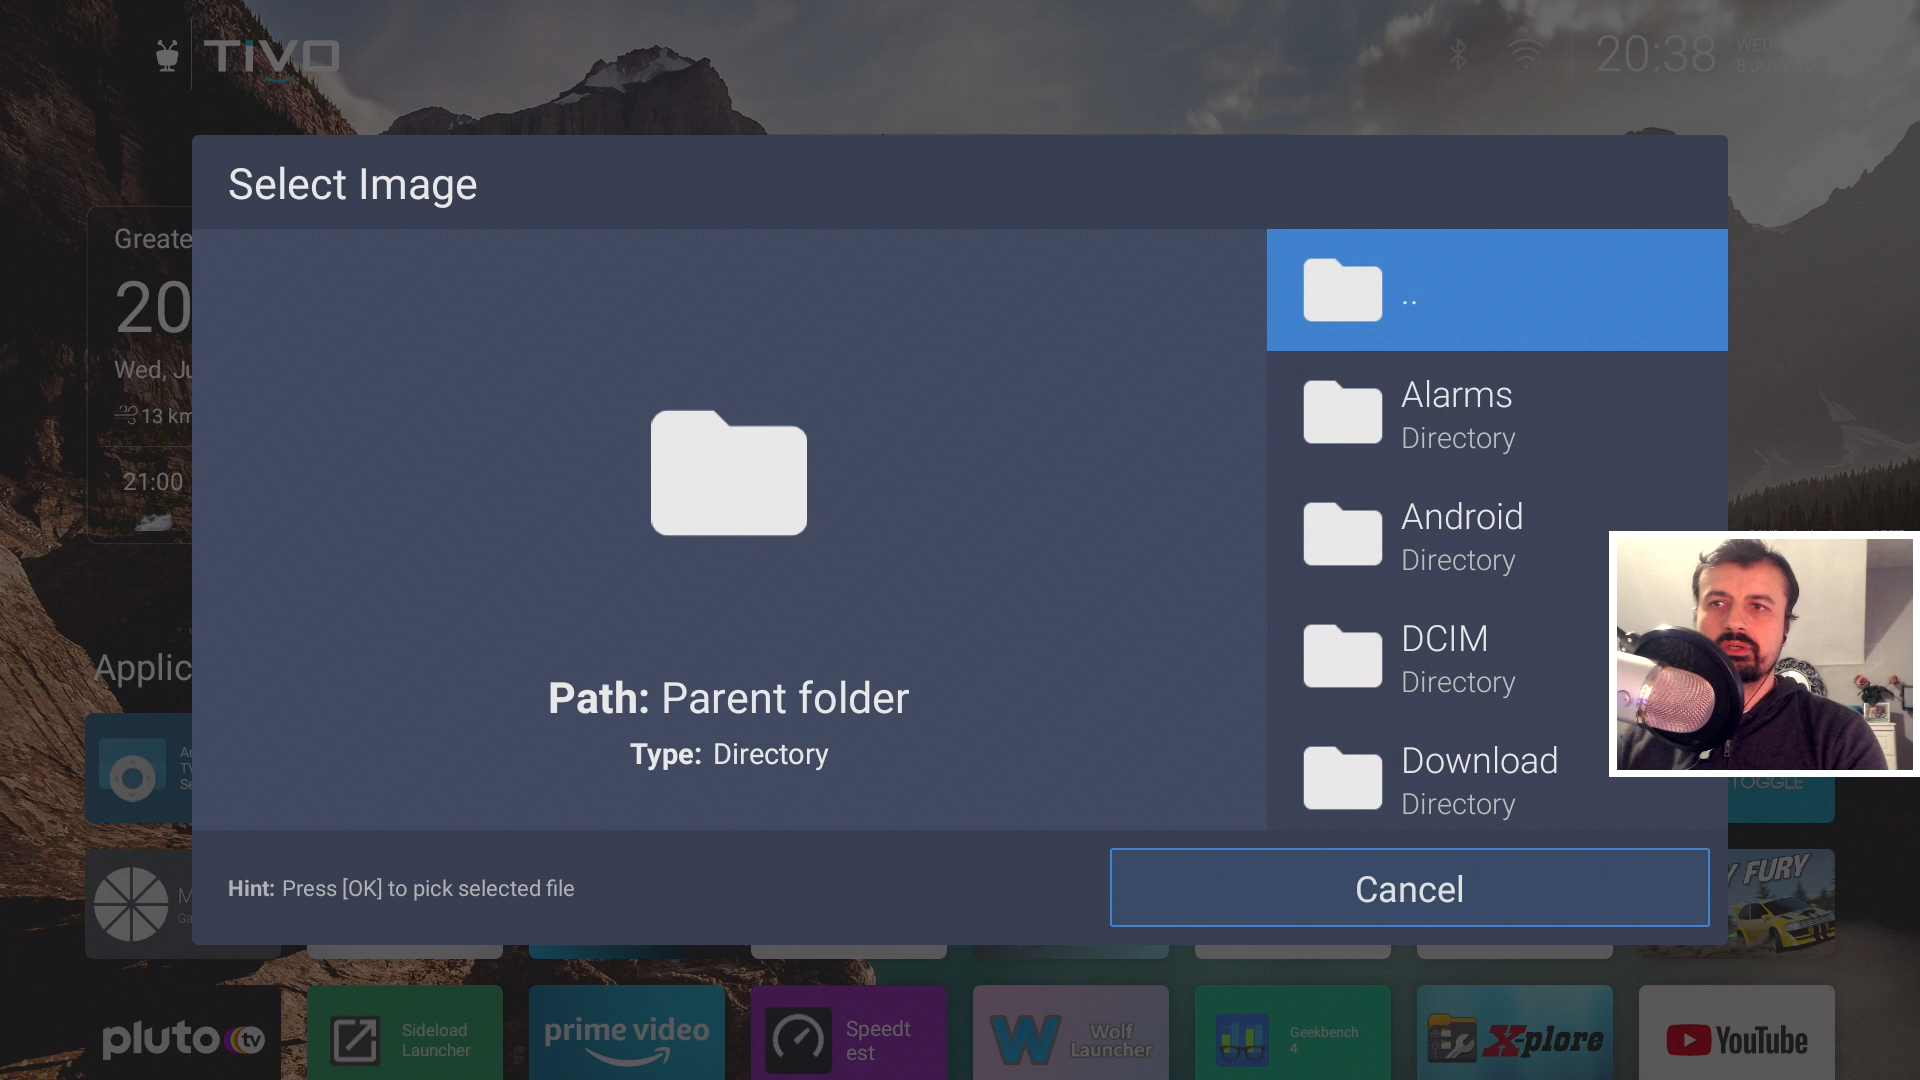 TiVo
20:38
Select Image
Greate
20
Wed, Ju
13 km
21:00
..
Alarms
Directory
Android
Directory
DCIM
Directory
Download
Directory
Path: Parent folder
Type: Directory
Hint: Press [OK] to pick selected file
Cancel
Applic
TOGGLE
FURY
pluto tv
Sideload
Launcher
prime video
Speedt
est
W Wolf
Launcher
Geekbench
4
X-plore
YouTube